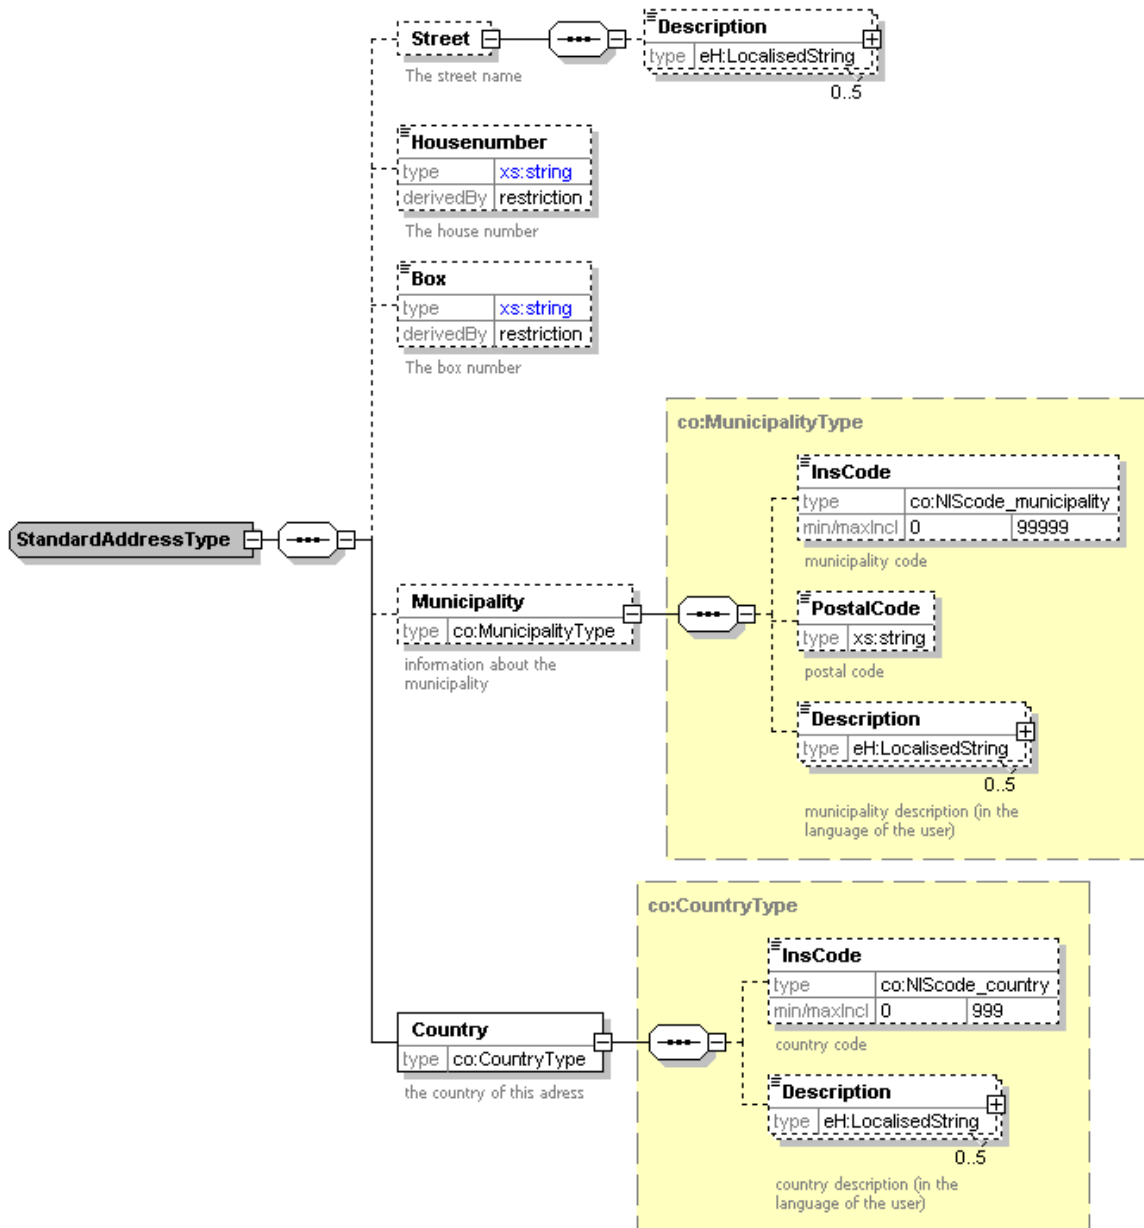 Street
The street name
Description
type eH:LocalisedString
0..5
Housenumber
type xs:string
derivedBy restriction
The house number
Box
type xs:string
derivedBy restriction
The box number
StandardAddressType
Municipality
type co:MunicipalityType
information about the
municipality
co:MunicipalityType
InsCode
type co:NIScode_municipality
min/maxIncl 0 99999
municipality code
PostalCode
type xs:string
postal code
Description
type eH:LocalisedString
0..5
municipality description (in the
language of the user)
Country
type co:CountryType
the country of this adress
co:CountryType
InsCode
type co:NIScode_country
min/maxIncl 0 999
country code
Description
type eH:LocalisedString
0..5
country description (in the
language of the user)